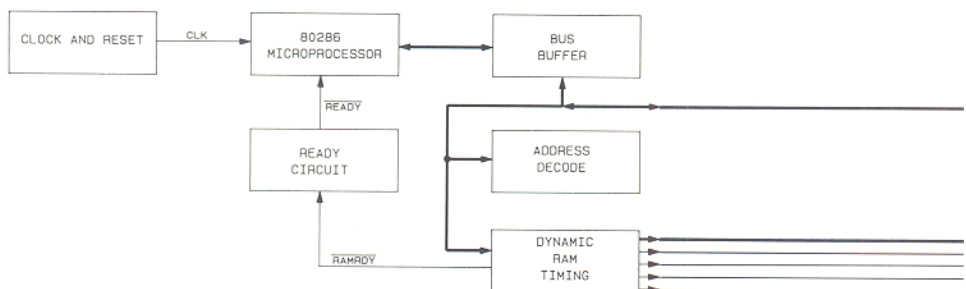 CLOCK AND RESET
CLK
80286
MICROPROCESSOR
BUS
BUFFER
READY
READY
CIRCUIT
ADDRESS
DECODE
RAMRDY
DYNAMIC
RAM
TIMING